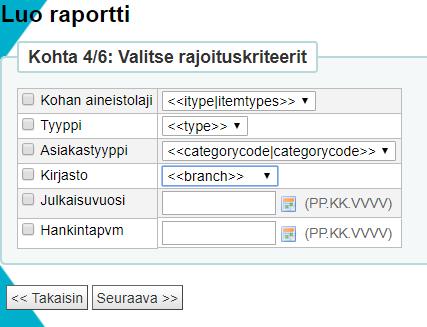 Luo raportti
Kohta 4/6: Valitse rajoituskriteerit
Kohan aineistolaji <<itype|itemtypes>>
Tyyppi <<type>>
Asiakastyyppi <<categorycode|categorycode>>
Kirjasto <<branch>>
Julkaisuvuosi (PP.KK.VVVV)
Hankintapvm (PP.KK.VVVV)
<< Takaisin Seuraava >>